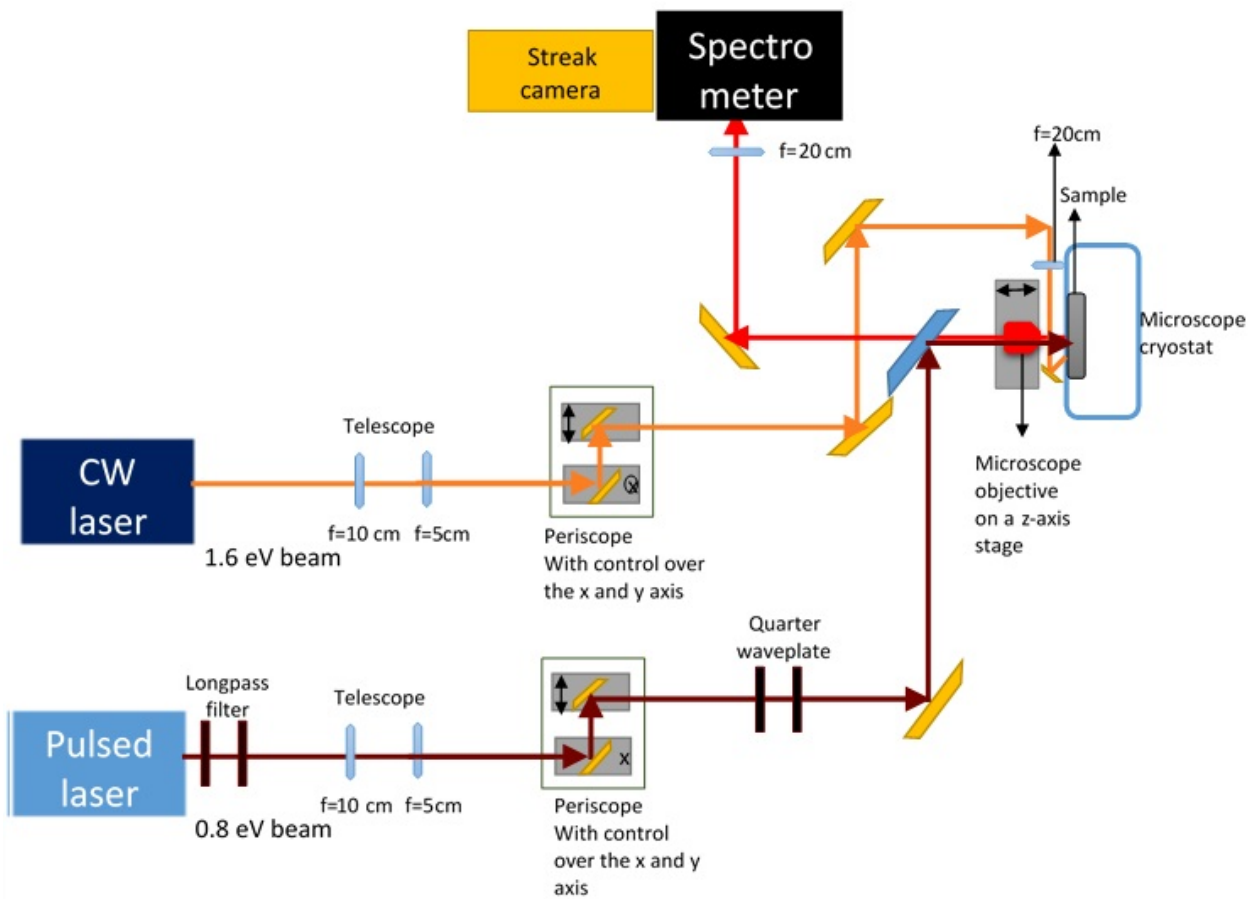 Streak
camera
Spectro
meter
f=20 cm
f=20cm
Sample
Microscope
cryostat
Telescope
CW
laser
f=10 cm
f=5cm
1.6 eV beam
x
Periscope
With control over
the x and y axis
Microscope
objective
on a z-axis
stage
Quarter
waveplate
Longpass
filter
Telescope
Pulsed
laser
x
f=10 cm
f=5cm
0.8 eV beam
Periscope
With control
over the x and y
axis